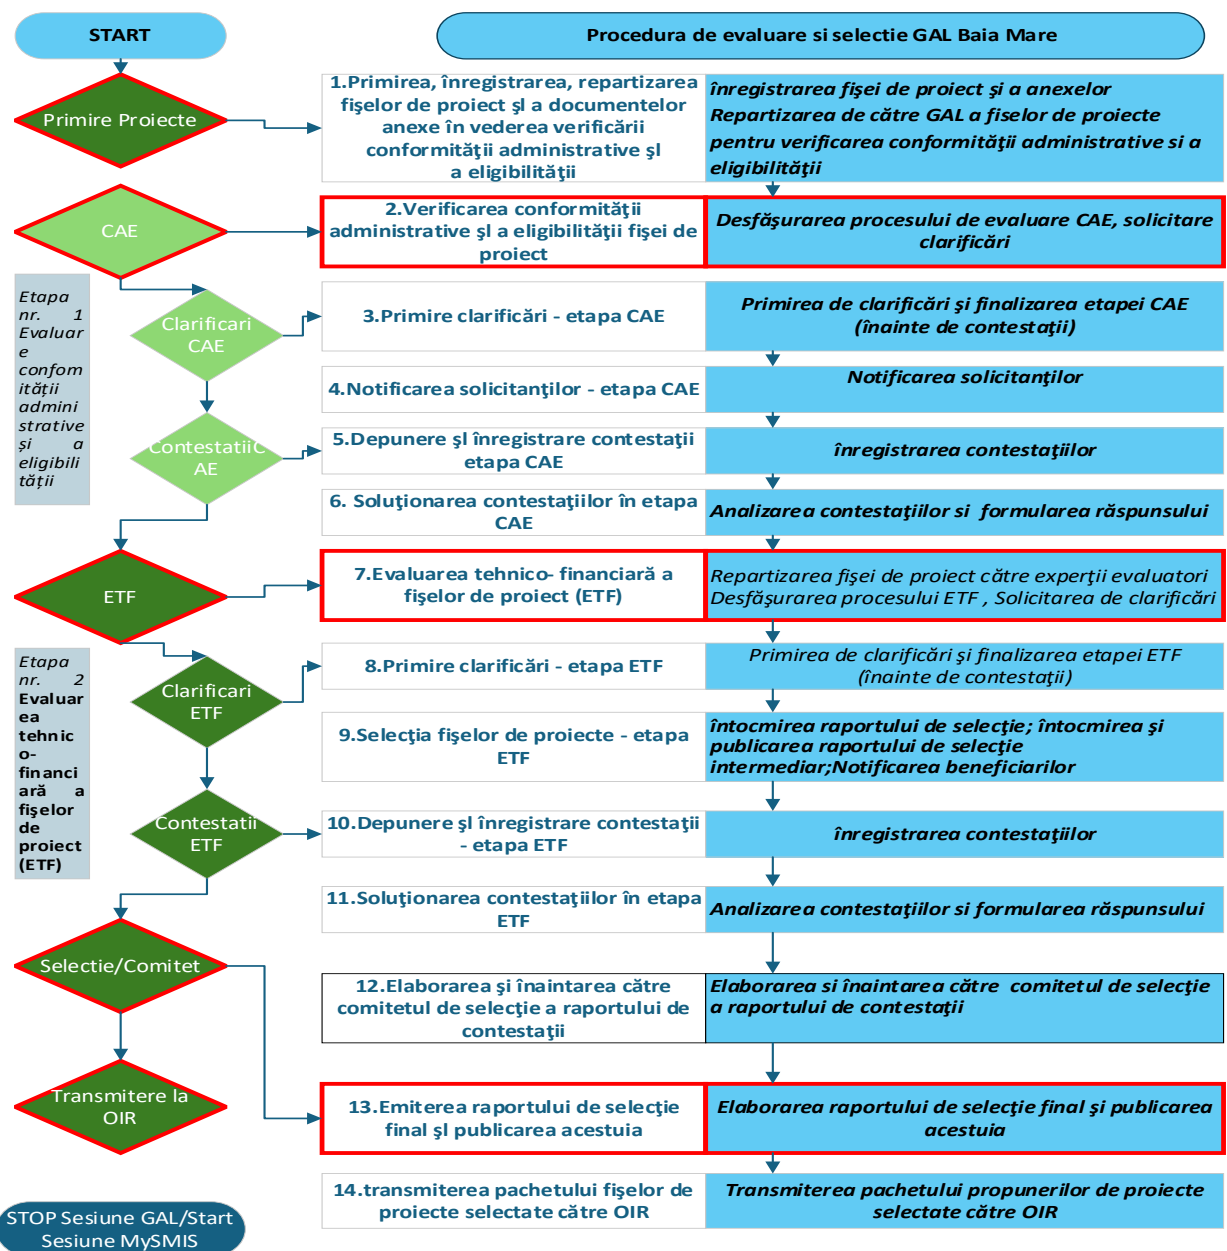 START
Procedura de evaluare si selectie GAL Baia Mare
Primire Proiecte
1.Primirea, înregistrarea, repartizarea
fişelor de proiect şl a documentelor
anexe în vederea verificării
conformităţii administrative şl
a eligibilităţii
înregistrarea fişei de proiect şi a anexelor
Repartizarea de către GAL a fiselor de proiecte
pentru verificarea conformităţii administrative si a
eligibilităţii
CAE
2.Verificarea conformităţii
administrative şl a eligibilităţii fişei de
proiect
Desfăşurarea procesului de evaluare CAE, solicitare
clarificări
Etapa
nr. 1
Evaluar
e
confom
ității
admini
strative
și a
eligibili
tății
Clarificari
CAE
3.Primire clarificări - etapa CAE
Primirea de clarificări şi finalizarea etapei CAE
(înainte de contestaţii)
4.Notificarea solicitanţilor - etapa CAE
Notificarea solicitanţilor
ContestatiiC
AE
5.Depunere şl înregistrare contestaţii
etapa CAE
înregistrarea contestaţiilor
6. Soluţionarea contestaţiilor în etapa
CAE
Analizarea contestaţiilor si formularea răspunsului
ETF
7.Evaluarea tehnico- financiară a
fişelor de proiect (ETF)
Repartizarea fişei de proiect către experţii evaluatori
Desfăşurarea procesului ETF , Solicitarea de clarificări
Etapa
nr. 2
Evaluar
ea
tehnic
o-
financi
ară a
fişelor
de
proiect
(ETF)
Clarificari
ETF
8.Primire clarificări - etapa ETF
Primirea de clarificări şi finalizarea etapei ETF
(înainte de contestaţii)
9.Selecţia fişelor de proiecte - etapa
ETF
întocmirea raportului de selecţie; întocmirea şi
publicarea raportului de selecţie
intermediar;Notificarea beneficiarilor
Contestatii
ETF
10.Depunere şl înregistrare contestaţii
- etapa ETF
înregistrarea contestaţiilor
11.Soluţionarea contestaţiilor în etapa
ETF
Analizarea contestaţiilor si formularea răspunsului
Selectie/Comitet
12.Elaborarea şi înaintarea către
comitetul de selecţie a raportului de
contestaţii
Elaborarea si înaintarea către comitetul de selecţie
a raportului de contestaţii
Transmitere la
OIR
13.Emiterea raportului de selecţie
final şl publicarea acestuia
Elaborarea raportului de selecţie final şi publicarea
acestuia
14.transmiterea pachetului fişelor de
proiecte selectate către OIR
Transmiterea pachetului propunerilor de proiecte
selectate către OIR
STOP Sesiune GAL/Start
Sesiune MySMIS